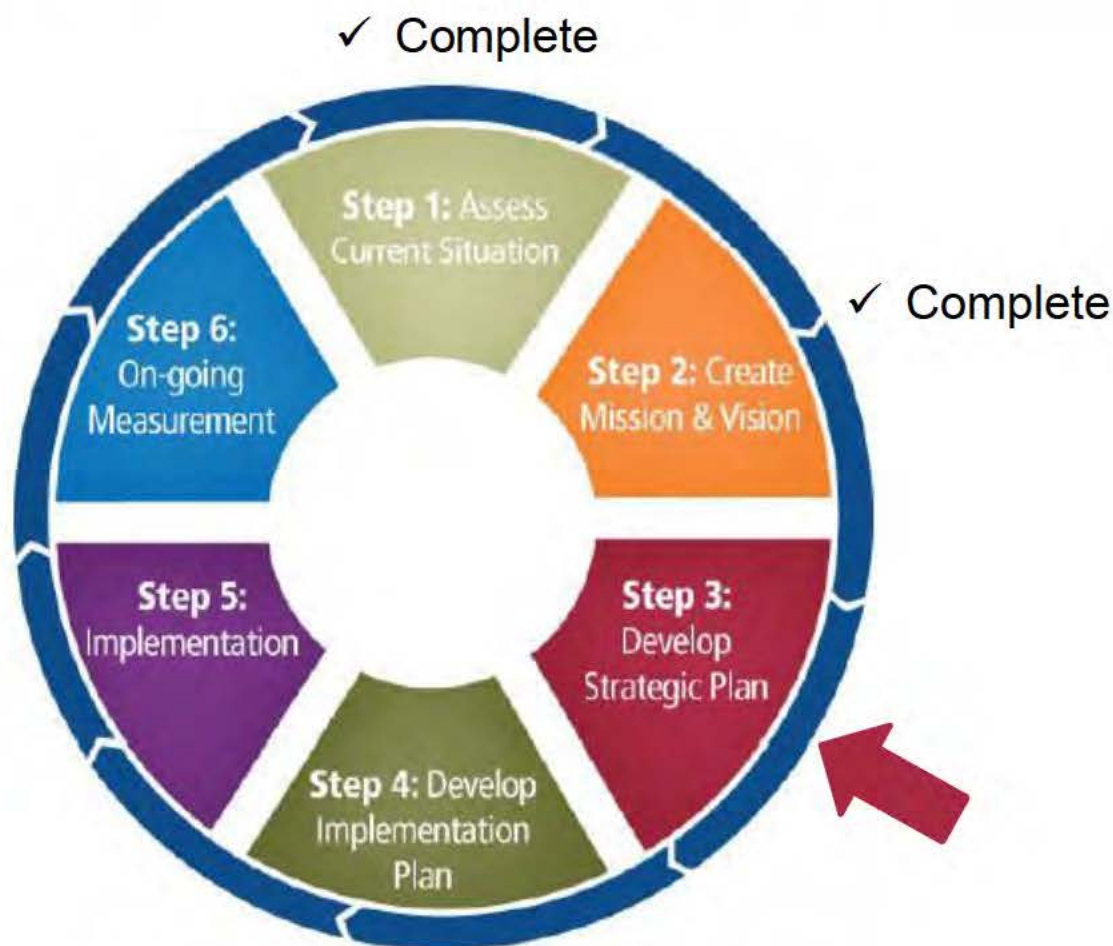 ✓ Complete
Step 1: Assess
Current Situation
✓ Complete
Step 2: Create
Mission & Vision
Step 3:
Develop
Strategic Plan
Step 4: Develop
Implementation
Plan
Step 5:
Implementation
Step 6:
On-going
Measurement